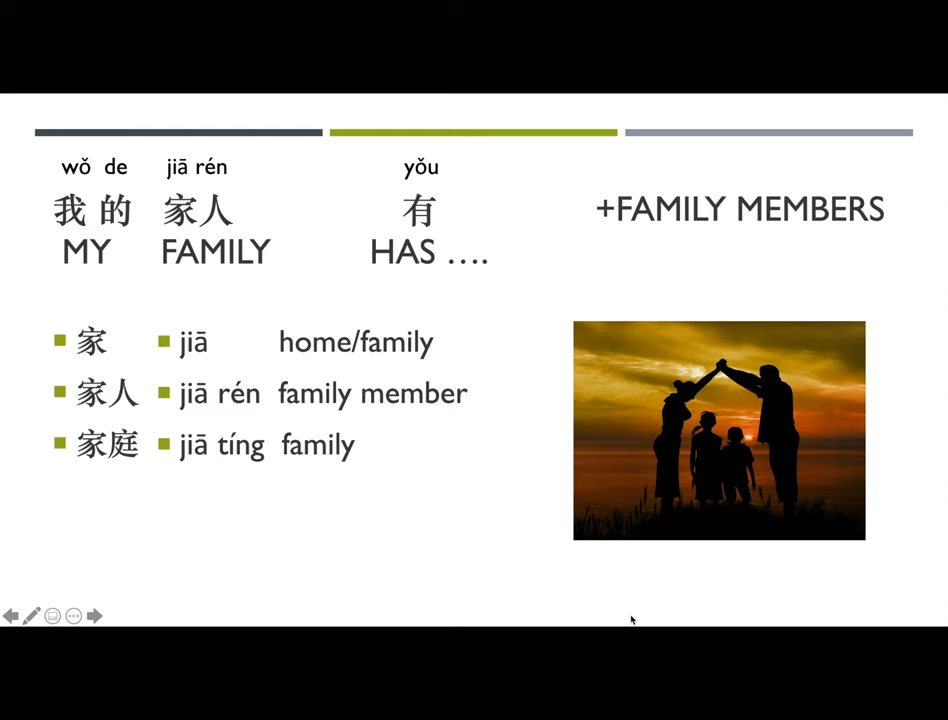 wǒ de jiā rén yǒu
我 的 家人 有 +FAMILY MEMBERS
MY FAMILY HAS ....
家 jiā home/family
家人 jiā rén family member
家庭 jiā tíng family